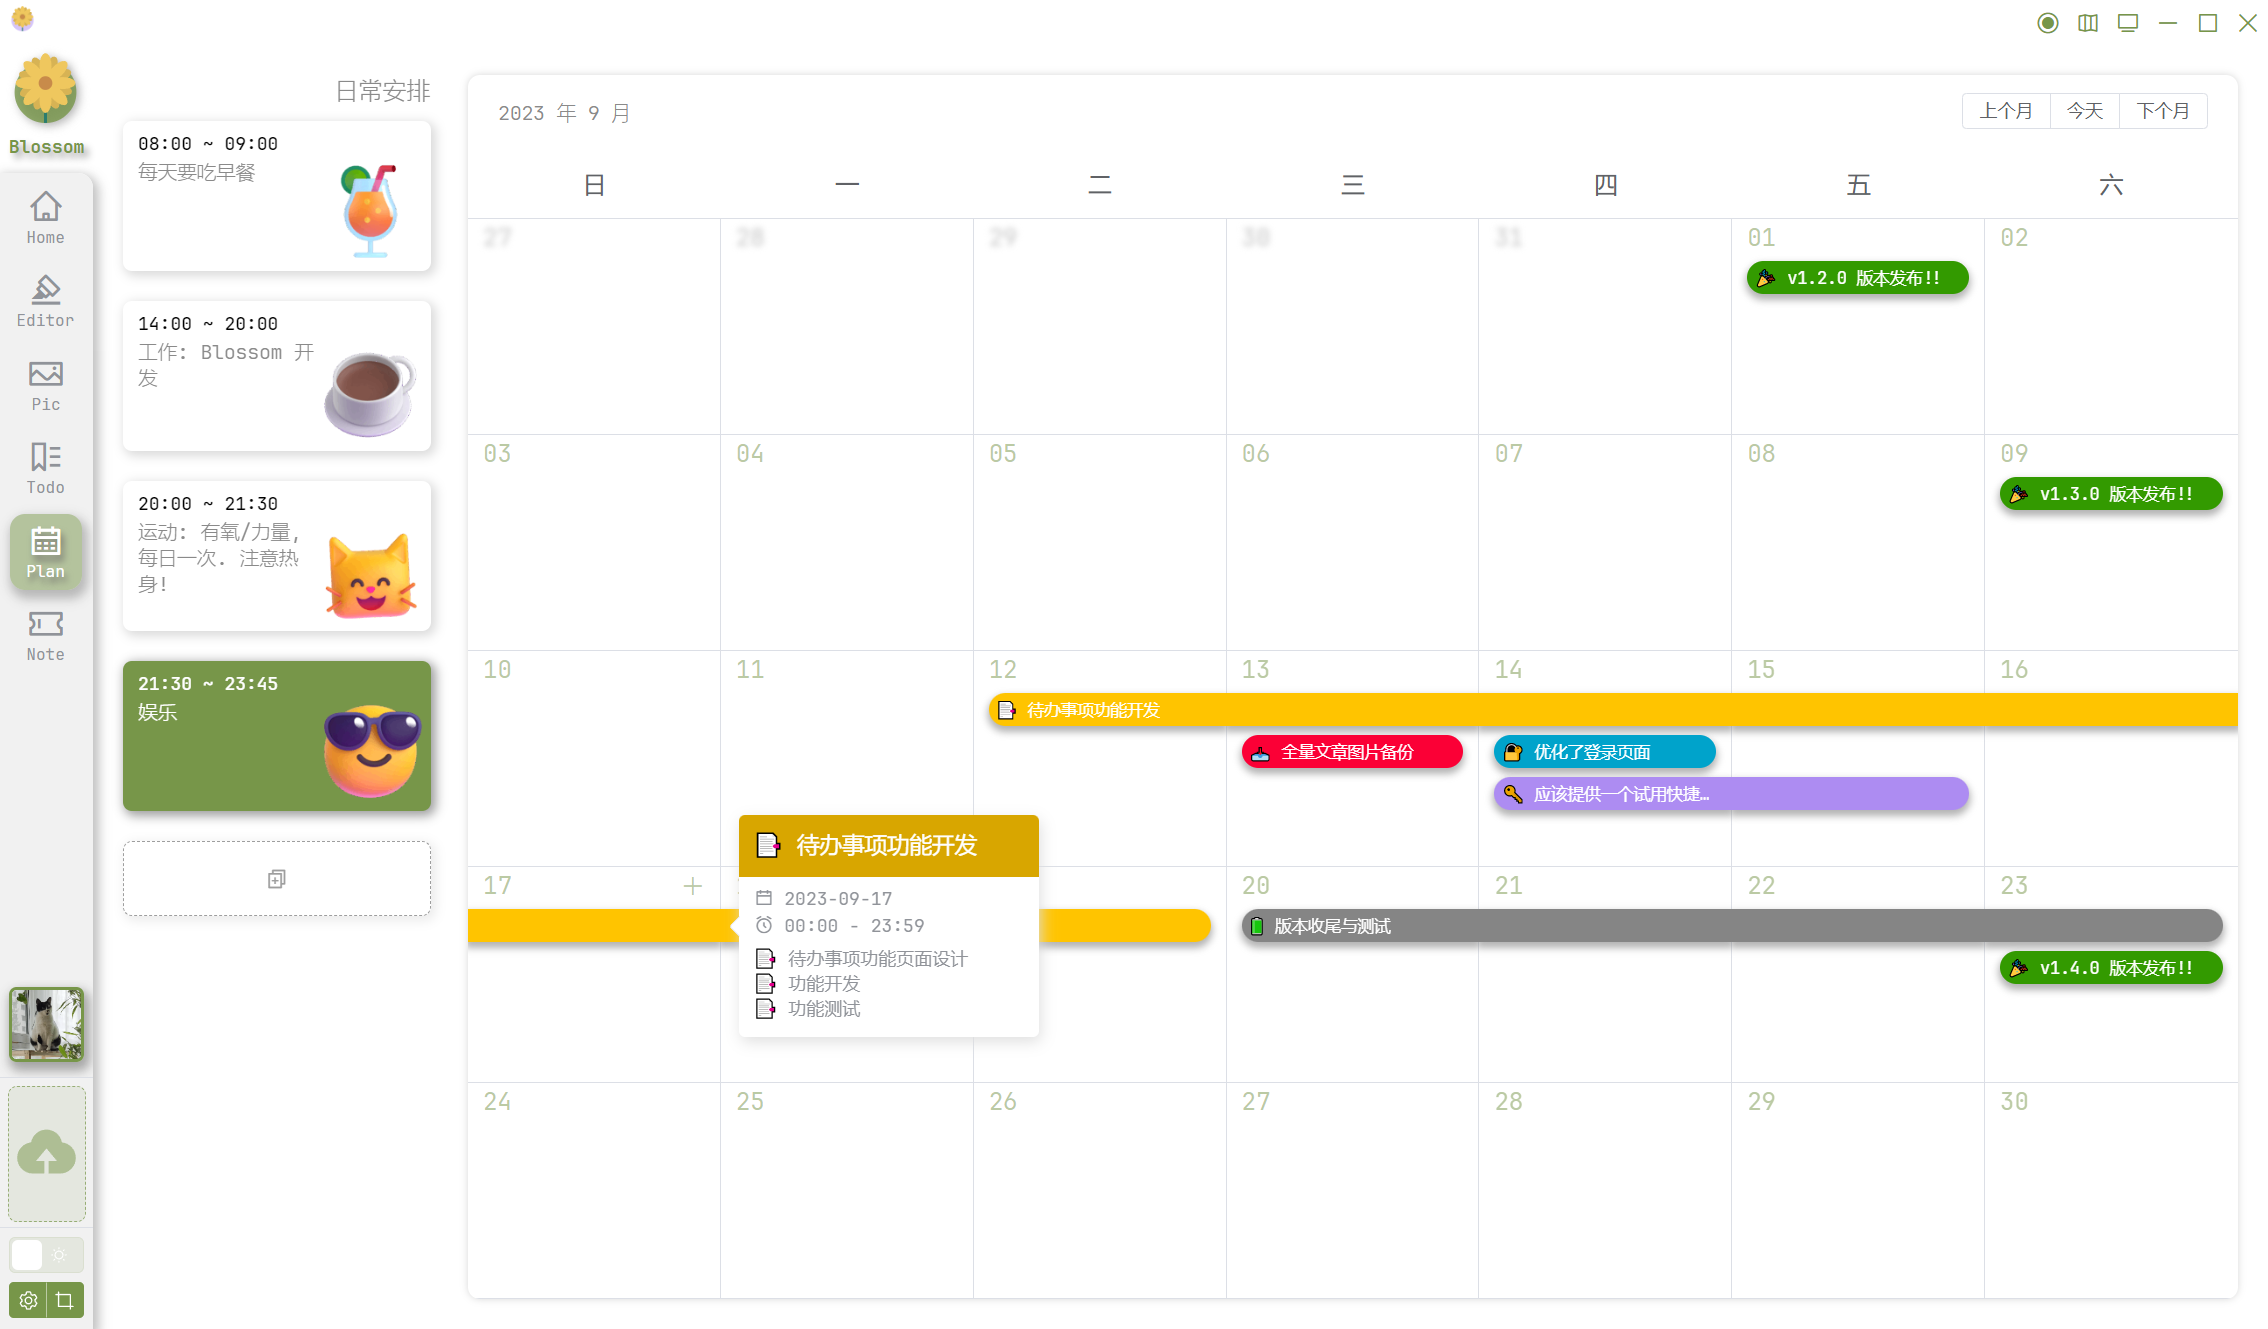 Blossom
Home
Editor
Pic
Todo
Plan
Note
日常安排
08:00 ~ 09:00
每天要吃早餐
14:00 ~ 20:00
工作: Blossom 开
发
20:00 ~ 21:30
运动: 有氧/力量,
每日一次. 注意热
身!
21:30 ~ 23:45
娱乐
2023 年 9 月
上个月 今天 下个月
日 一 二 三 四 五 六
27 28 29 30 31 01 02
v1.2.0 版本发布!!
03 04 05 06 07 08 09
v1.3.0 版本发布!!
10 11 12 13 14 15 16
待办事项功能开发
全量文章图片备份 优化了登录页面
应该提供一个试用快捷...
17 20 21 22 23
版本收尾与测试
v1.4.0 版本发布!!
待办事项功能开发
2023-09-17
00:00 - 23:59
待办事项功能页面设计
功能开发
功能测试
24 25 26 27 28 29 30